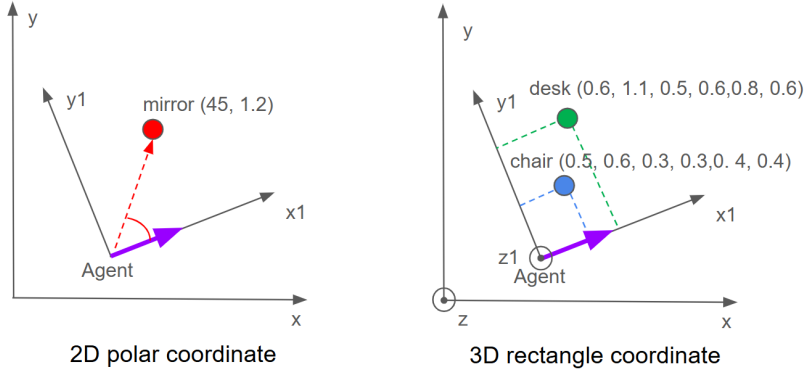 y
y1
mirror (45, 1.2)
x1
Agent
x
2D polar coordinate
y
desk (0.6, 1.1, 0.5, 0.6,0.8, 0.6)
y1
chair (0.5, 0.6, 0.3, 0.3,0. 4, 0.4)
x1
z1
Agent
z
x
3D rectangle coordinate